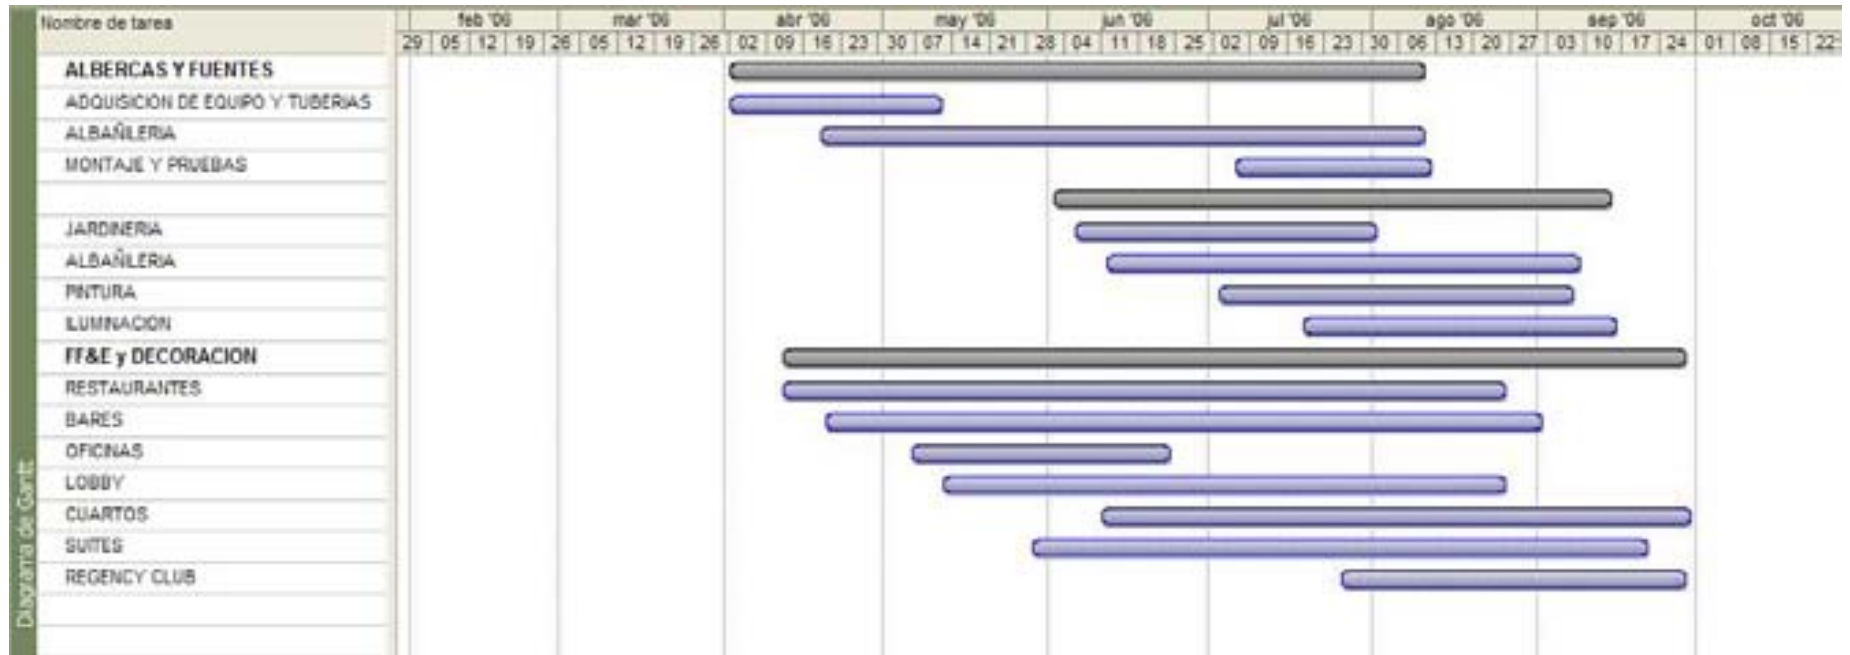 Nombre de tarea
feb '06 mar '06 abr '06 may '06 jun '06 jul '06 ago '06 sep '06 oct '06
29 05 12 19 26 05 12 19 26 02 09 16 23 30 07 14 21 28 04 11 18 25 02 09 16 23 30 06 13 20 27 03 10 17 24 01 08 15 22
ALBERCAS Y FUENTES
ADQUISICION DE EQUIPO Y TUBERIAS
ALBAÑILERIA
MONTAJE Y PRUEBAS
JARDINERIA
ALBAÑILERIA
PINTURA
ILUMINACION
FF&E y DECORACION
RESTAURANTES
BARES
OFICINAS
LOBBY
CUARTOS
SUITES
REGENCY CLUB
Diagrama de Gantt